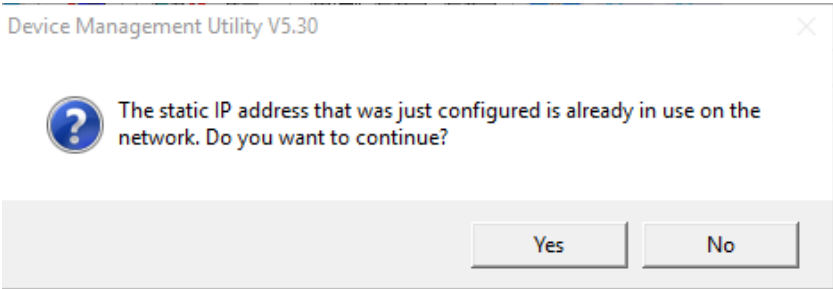 Device Management Utility V5.30
The static IP address that was just configured is already in use on the
network. Do you want to continue?
Yes
No